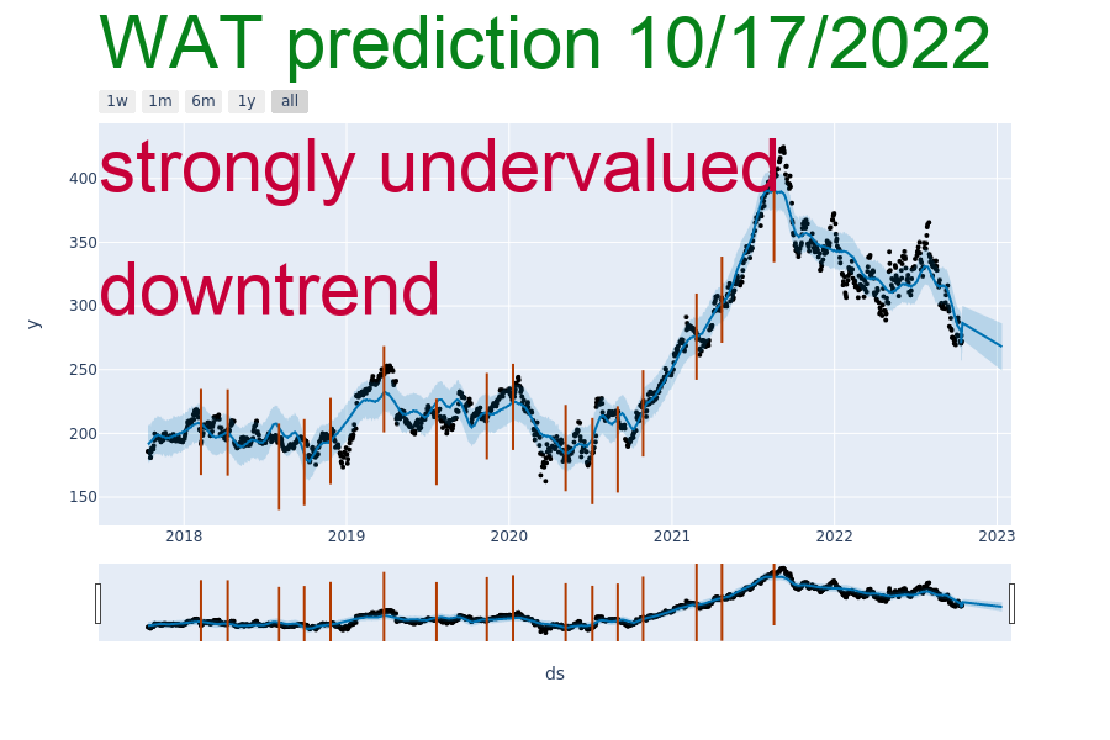 WAT prediction 10/17/2022
1w 1m 6m 1y all
strongly undervalued
downtrend
400
350
300
250
200
150
y
2018 2019 2020 2021 2022 2023
ds